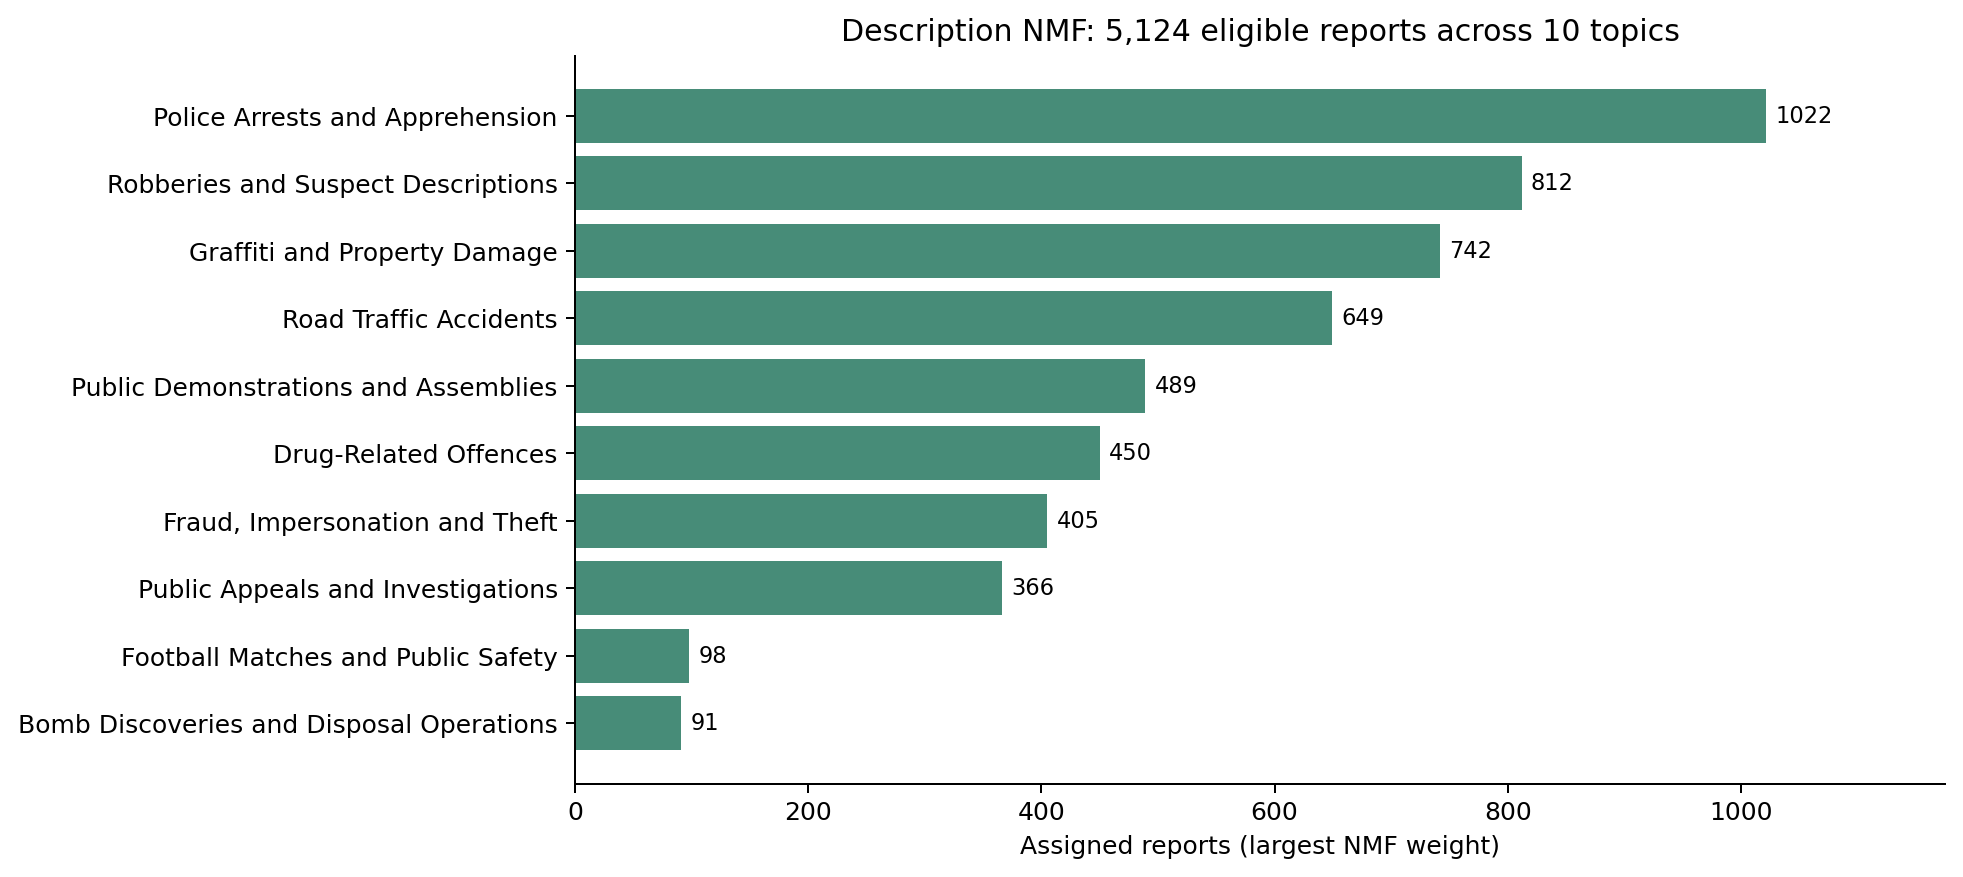 Description NMF: 5,124 eligible reports across 10 topics
Police Arrests and Apprehension 1022
Robberies and Suspect Descriptions 812
Graffiti and Property Damage 742
Road Traffic Accidents 649
Public Demonstrations and Assemblies 489
Drug-Related Offences 450
Fraud, Impersonation and Theft 405
Public Appeals and Investigations 366
Football Matches and Public Safety 98
Bomb Discoveries and Disposal Operations 91
0 200 400 600 800 1000
Assigned reports (largest NMF weight)